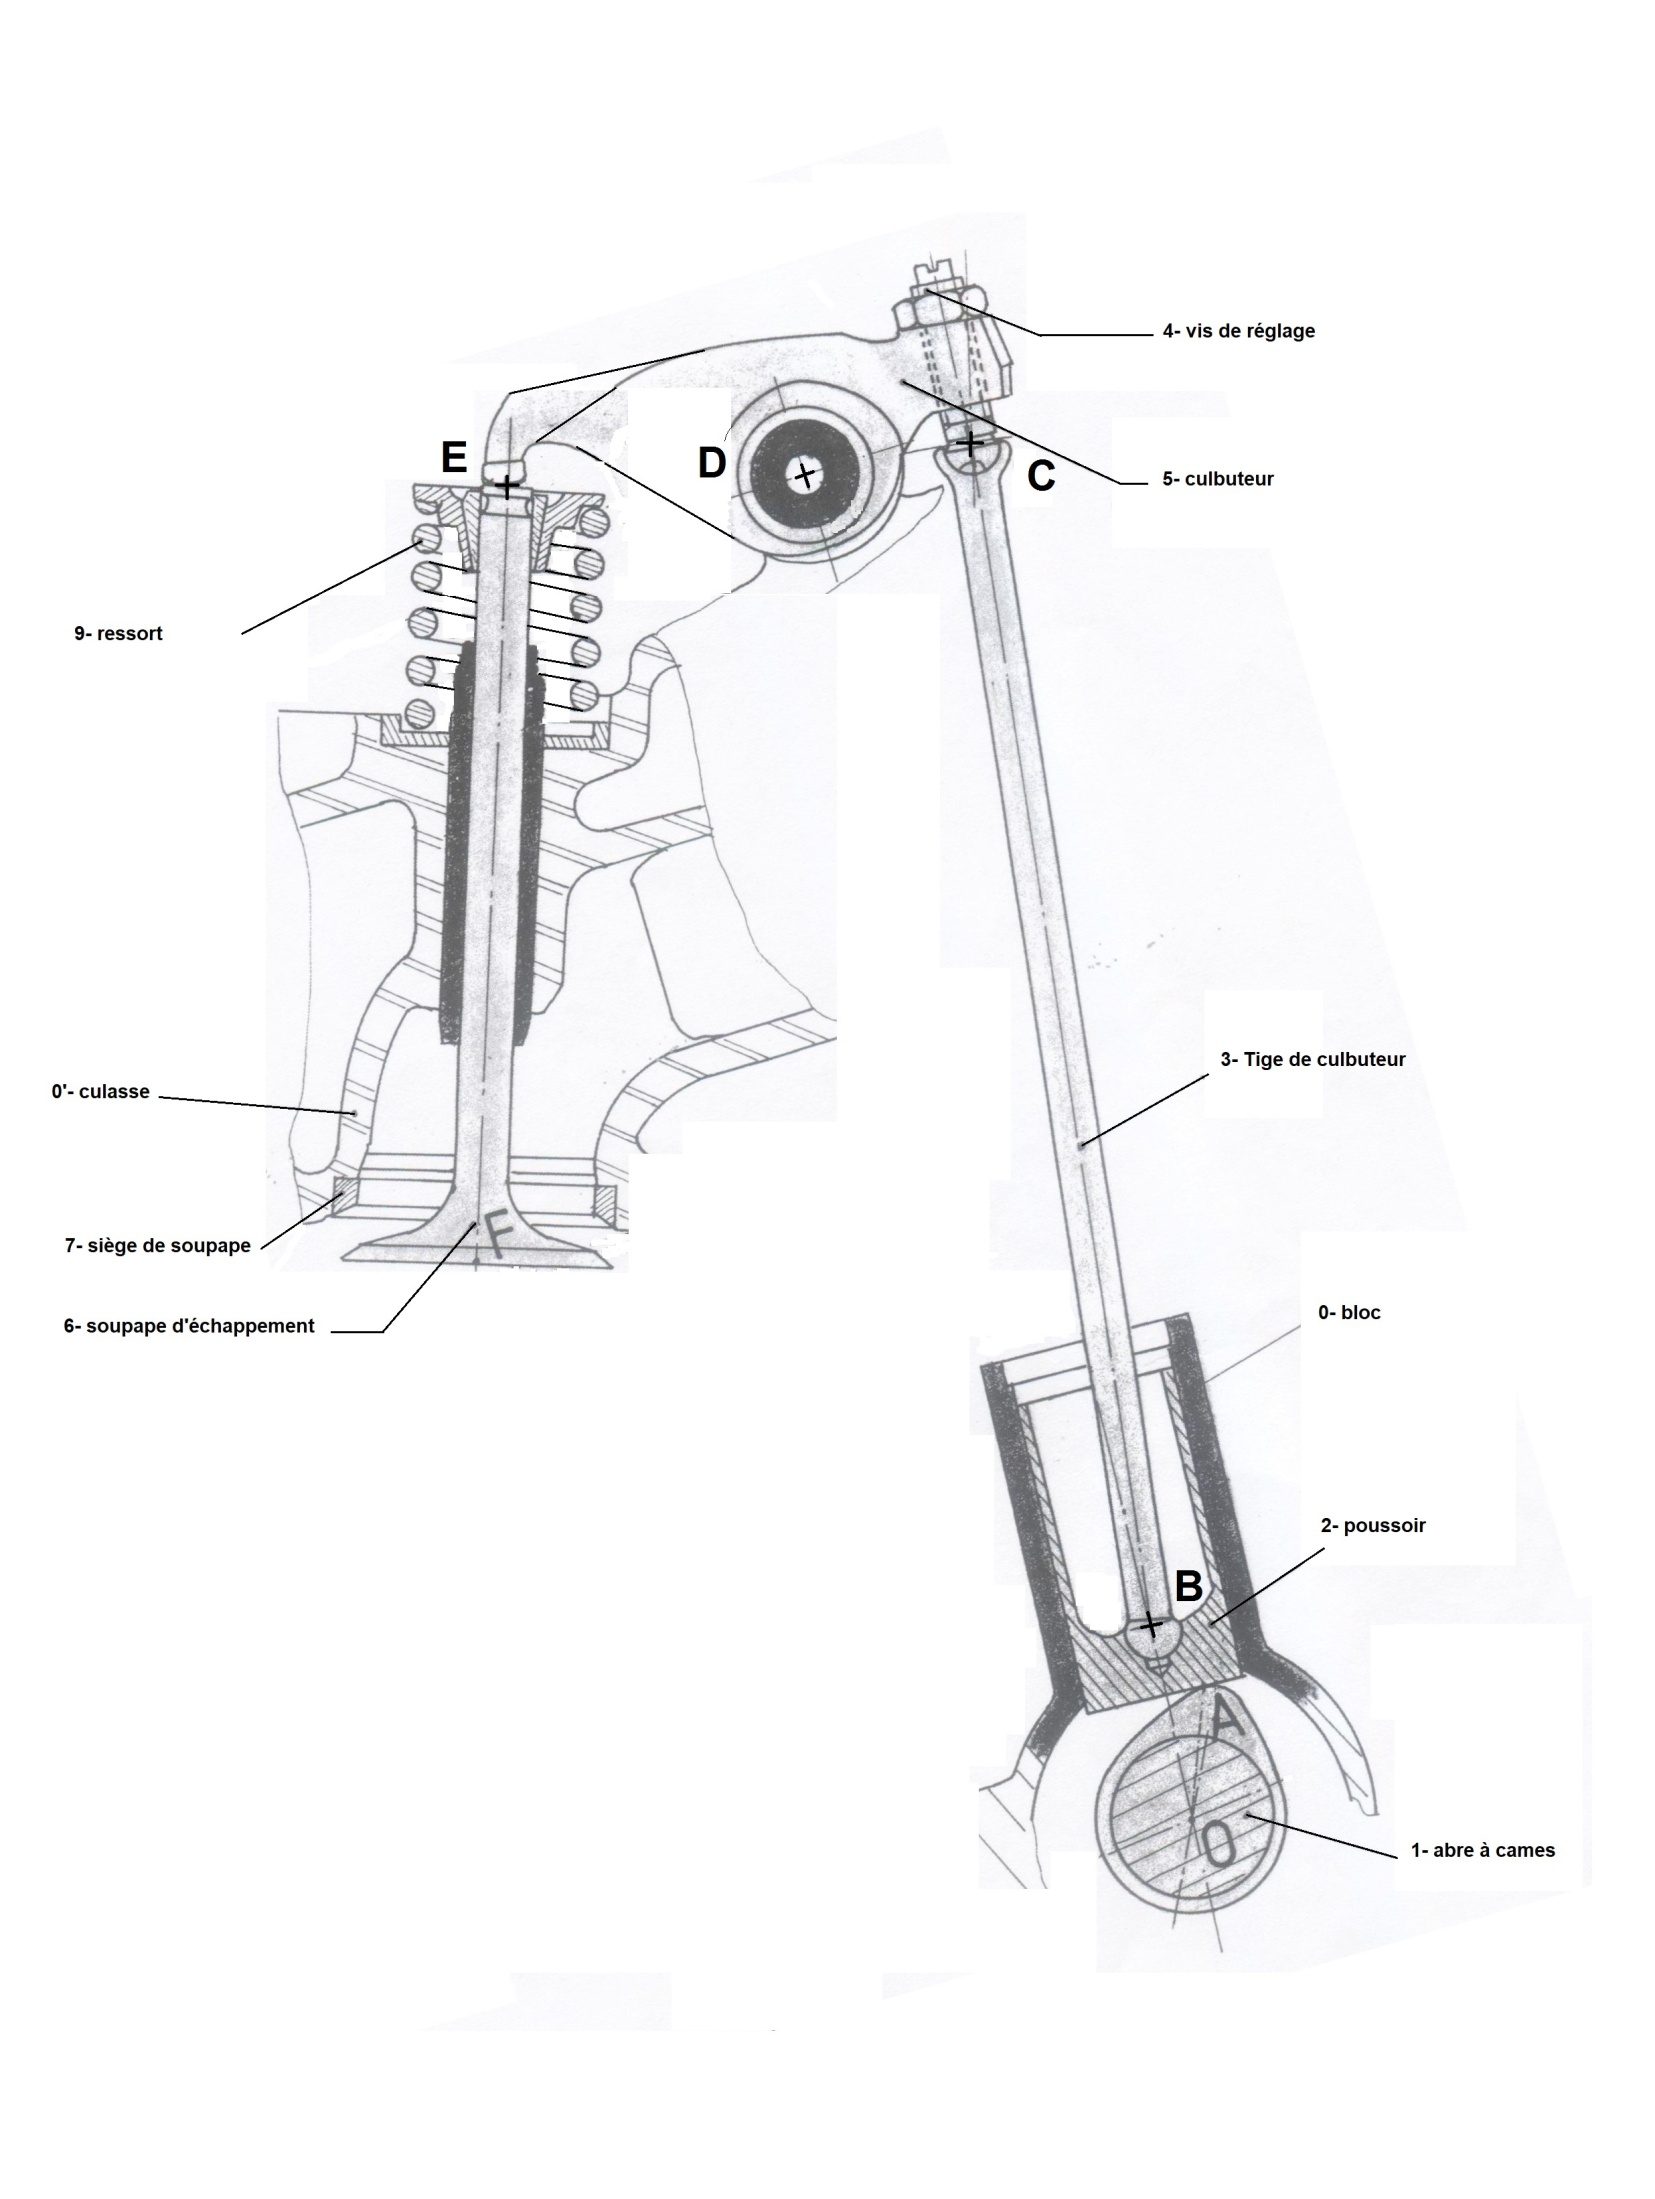 4- vis de réglage
E
D
C
5- culbuteur
9- ressort
3- Tige de culbuteur
0'- culasse
F
7- siège de soupape
0- bloc
6- soupape d'échappement
2- poussoir
B
A
O
1- abre à cames